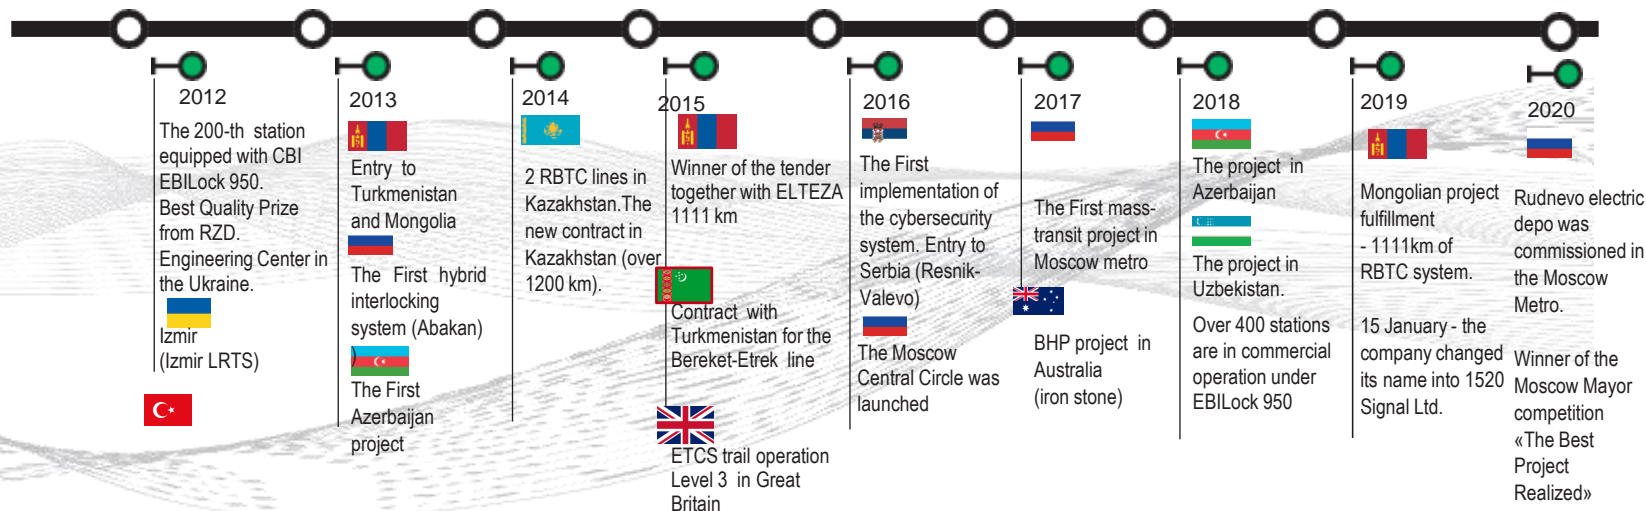 2012
The 200-th station
equipped with CBI
EBILock 950.
Best Quality Prize
from RZD.
Engineering Center in
the Ukraine.
Izmir
(Izmir LRTS)
2013
Entry to
Turkmenistan
and Mongolia
The First hybrid
interlocking
system (Abakan)
)
The First
Azerbaijan
project
2014
2 RBTC lines in
Kazakhstan.The
new contract in
Kazakhstan (over
1200 km).
2015
Winner of the tender
together with ELTEZA
1111 km
Contract with
Turkmenistan for the
Bereket-Etrek line
ETCS trail operation
Level 3 in Great
Britain
2016
The First
implementation of
the cybersecurity
system. Entry to
Serbia (Resnik-
Valevo)
The Moscow
Central Circle was
launched
2017
The First mass-
transit project in
Moscow metro
BHP project in
Australia
(iron stone)
2018
The project in
Azerbaijan
The project in
Uzbekistan.
Over 400 stations
are in commercial
operation under
EBILock 950
2019
Mongolian project
fulfillment
- 1111km of
RBTC system.
15 January - the
company changed
its name into 1520
Signal Ltd.
2020
Rudnevo electric
depo was
commissioned in
the Moscow
Metro.
Winner of the
Moscow Mayor
competition
«The Best
Project
Realized»